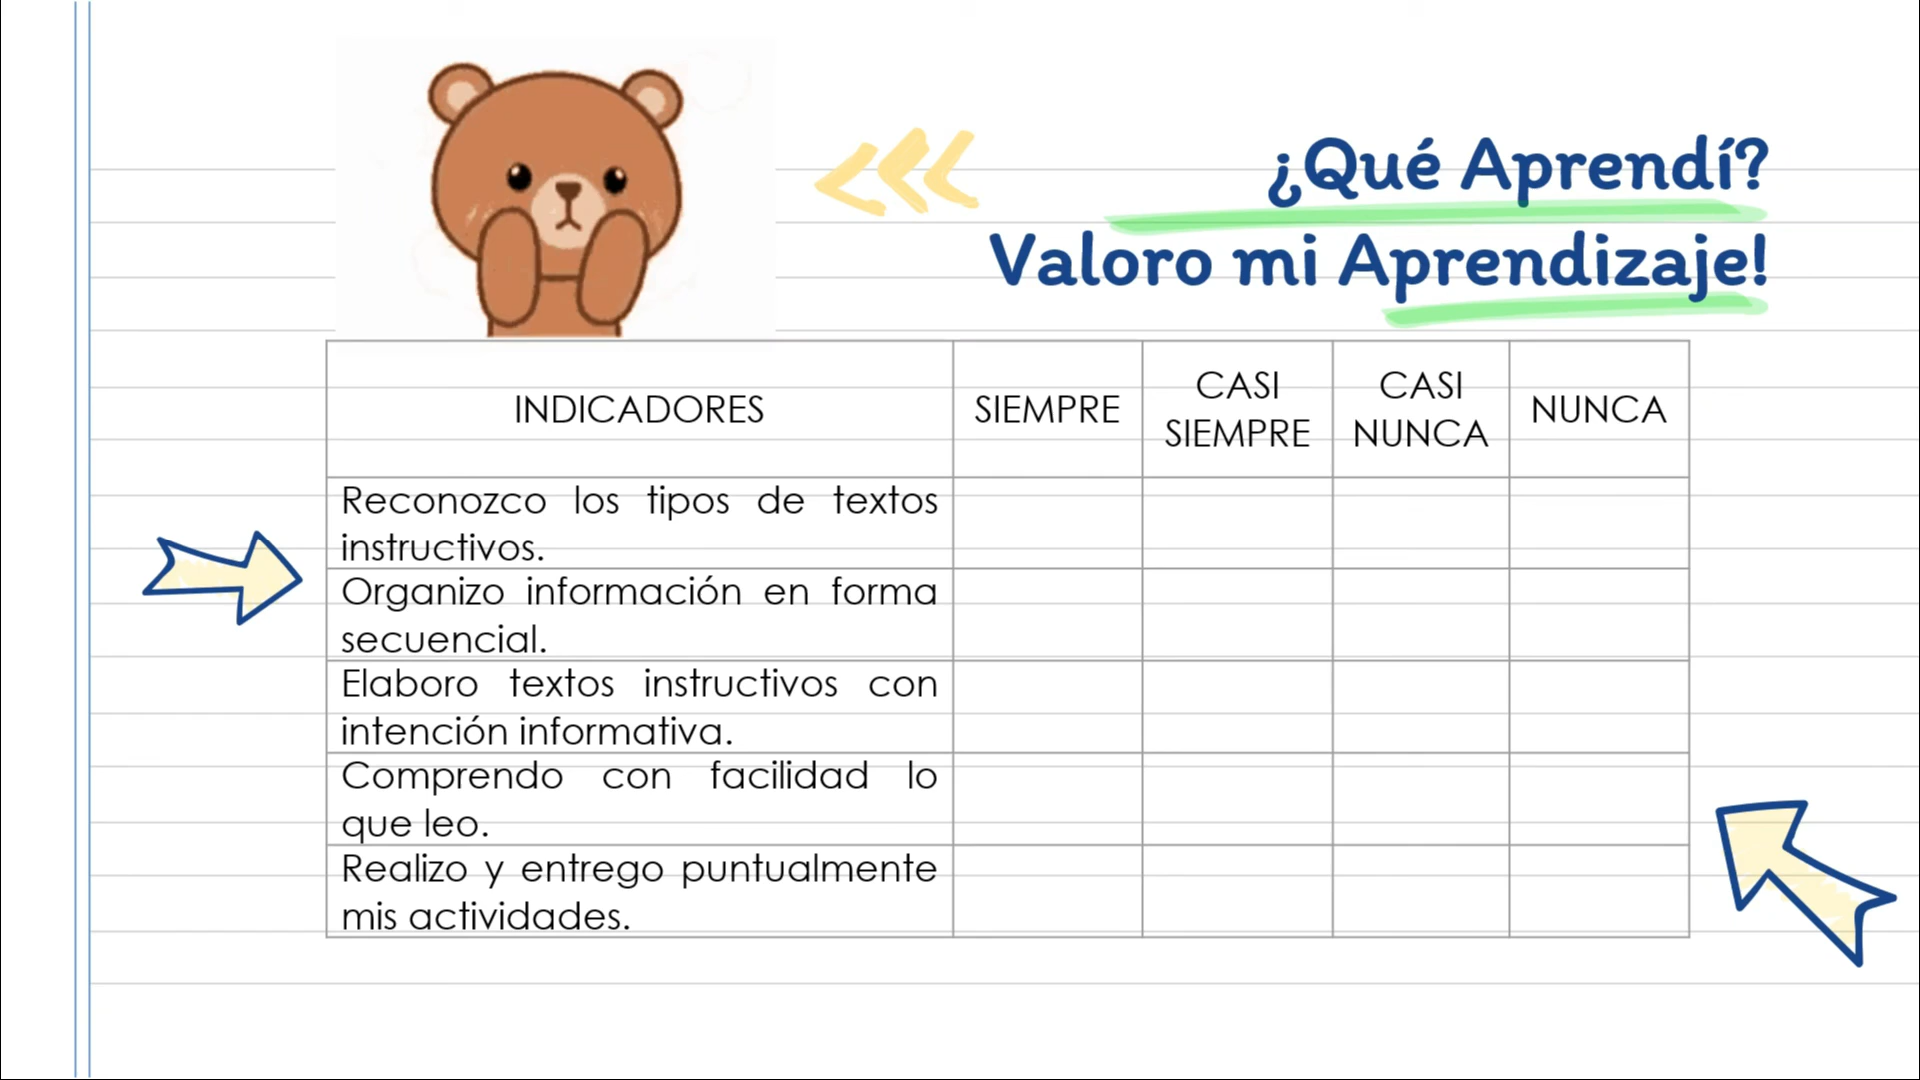 ¿Qué Aprendí?
Valoro mi Aprendizaje!
INDICADORES
SIEMPRE
CASI
SIEMPRE
CASI
NUNCA
NUNCA
Reconozco los tipos de textos
instructivos.
Organizo información en forma
secuencial.
Elaboro textos instructivos con
intención informativa.
Comprendo con facilidad lo
que leo.
Realizo y entrego puntualmente
mis actividades.